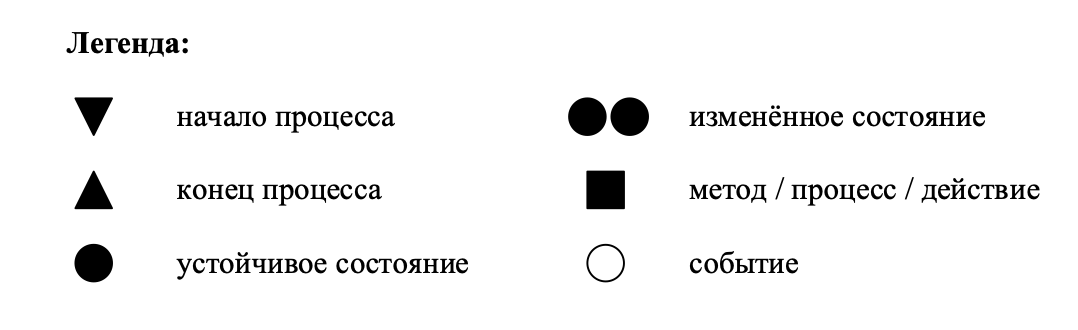 Легенда:
начало процесса
изменённое состояние
конец процесса
метод / процесс / действие
устойчивое состояние
событие